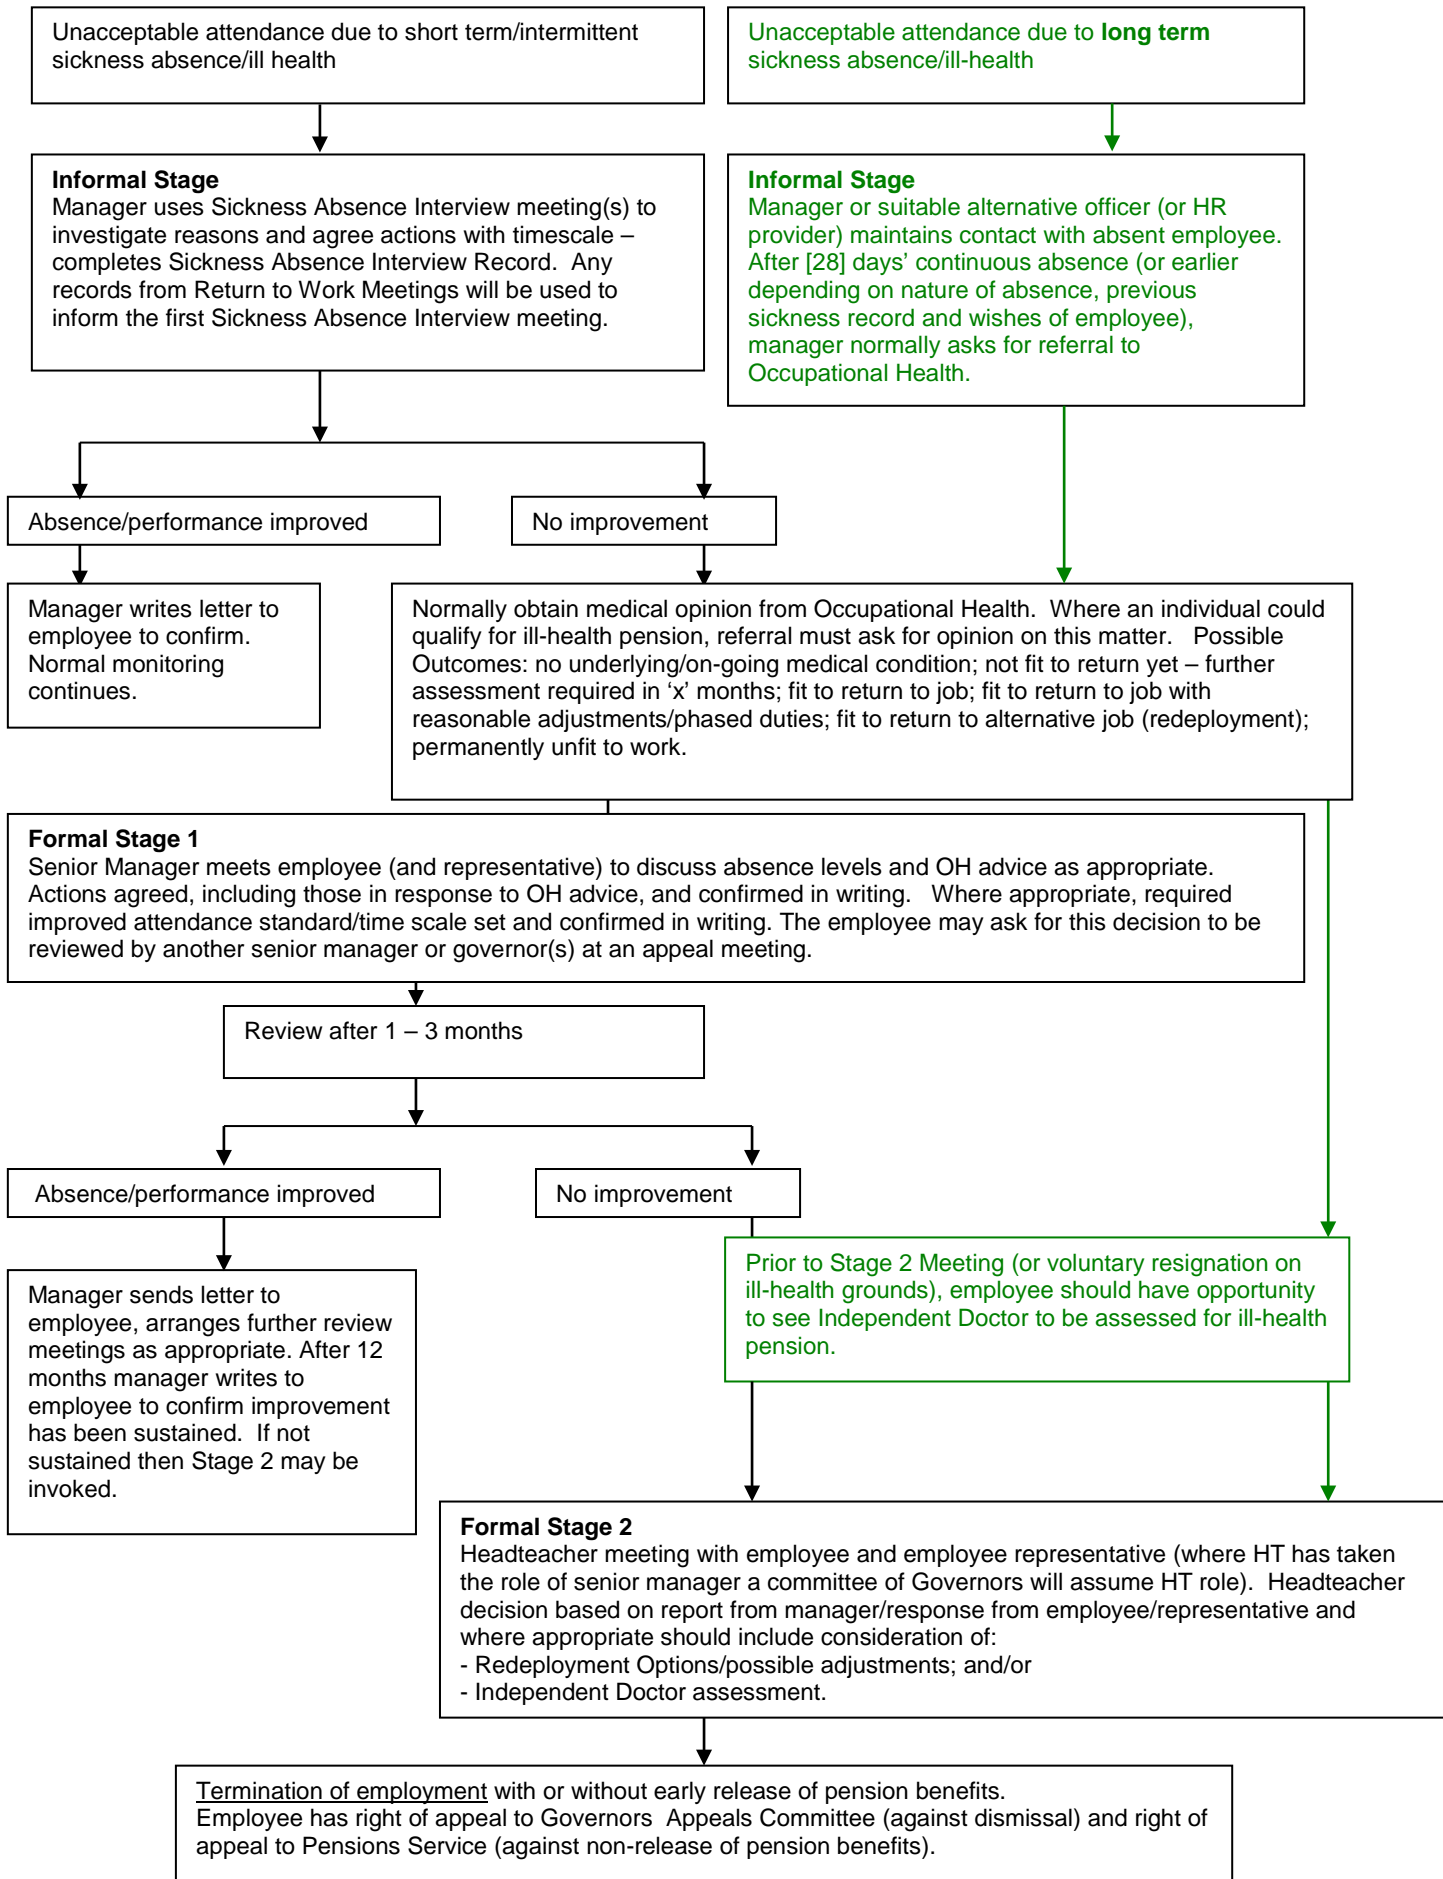 Unacceptable attendance due to short term/intermittent
sickness absence/ill health
Unacceptable attendance due to long term
sickness absence/ill-health
Informal Stage
Manager uses Sickness Absence Interview meeting(s) to
investigate reasons and agree actions with timescale –
completes Sickness Absence Interview Record.  Any
records from Return to Work Meetings will be used to
inform the first Sickness Absence Interview meeting.
Informal Stage
Manager or suitable alternative officer (or HR
provider) maintains contact with absent employee.
After [28] days' continuous absence (or earlier
depending on nature of absence, previous
sickness record and wishes of employee),
manager normally asks for referral to
Occupational Health.
Absence/performance improved
No improvement
Manager writes letter to
employee to confirm.
Normal monitoring
continues.
Normally obtain medical opinion from Occupational Health.  Where an individual could
qualify for ill-health pension, referral must ask for opinion on this matter.   Possible
Outcomes: no underlying/on-going medical condition; not fit to return yet – further
assessment required in 'x' months; fit to return to job; fit to return to job with
reasonable adjustments/phased duties; fit to return to alternative job (redeployment);
permanently unfit to work.
Formal Stage 1
Senior Manager meets employee (and representative) to discuss absence levels and OH advice as appropriate.
Actions agreed, including those in response to OH advice, and confirmed in writing.   Where appropriate, required
improved attendance standard/time scale set and confirmed in writing. The employee may ask for this decision to be
reviewed by another senior manager or governor(s) at an appeal meeting.
Review after 1 – 3 months
Absence/performance improved
No improvement
Manager sends letter to
employee, arranges further review
meetings as appropriate. After 12
months manager writes to
employee to confirm improvement
has been sustained.  If not
sustained then Stage 2 may be
invoked.
Prior to Stage 2 Meeting (or voluntary resignation on
ill-health grounds), employee should have opportunity
to see Independent Doctor to be assessed for ill-health
pension.
Formal Stage 2
Headteacher meeting with employee and employee representative (where HT has taken
the role of senior manager a committee of Governors will assume HT role).  Headteacher
decision based on report from manager/response from employee/representative and
where appropriate should include consideration of:
- Redeployment Options/possible adjustments; and/or
- Independent Doctor assessment.
Termination of employment with or without early release of pension benefits.
Employee has right of appeal to Governors  Appeals Committee (against dismissal) and right of
appeal to Pensions Service (against non-release of pension benefits).